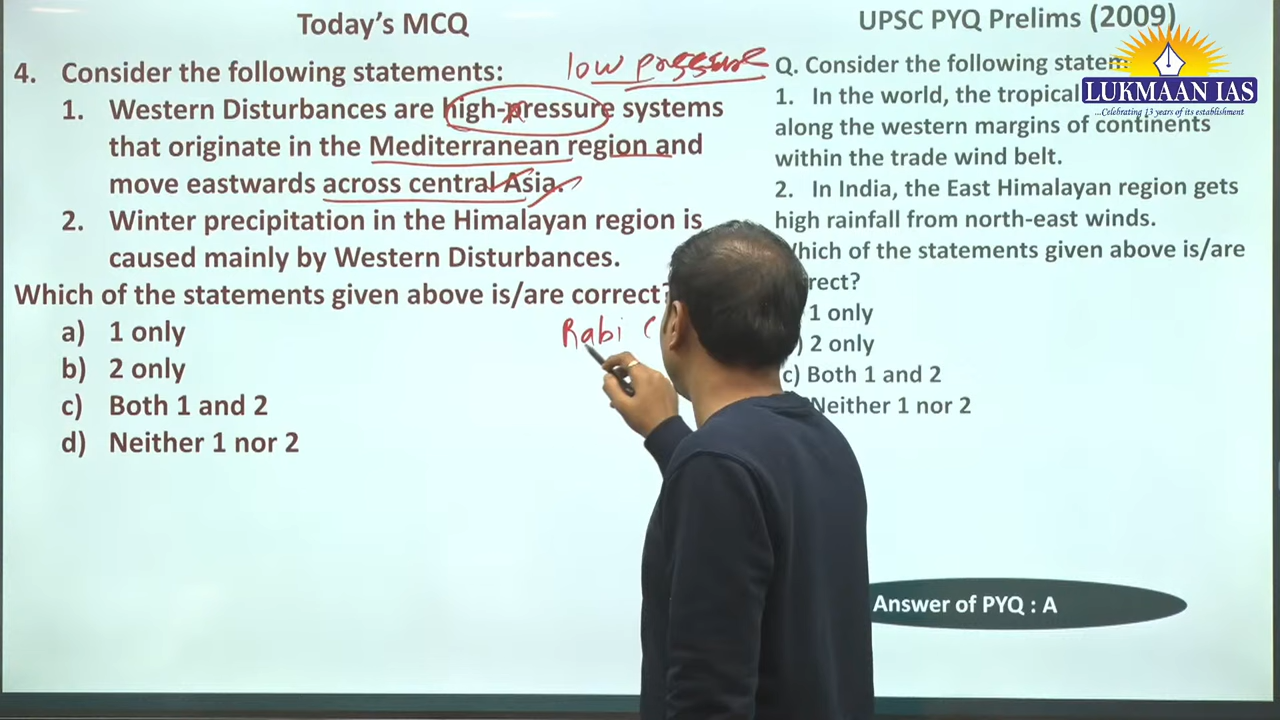 Today's MCQ
4. Consider the following statements:
low pressure
1. Western Disturbances are high-pressure systems
that originate in the Mediterranean region and
move eastwards across central Asia.
2. Winter precipitation in the Himalayan region is
caused mainly by Western Disturbances.
Which of the statements given above is/are correct?
a) 1 only
Rabi (
b) 2 only
c) Both 1 and 2
d) Neither 1 nor 2
UPSC PYQ Prelims (2009)
LUKMAAN IAS
...Celebrating 13 years of its establishment
Q. Consider the following
1. In the world, the tropical
along the western margins of continents
within the trade wind belt.
2. In India, the East Himalayan region gets
high rainfall from north-east winds.
Which of the statements given above is/are
1 only
) 2 only
c) Both 1 and 2
Neither 1 nor 2
Answer of PYQ : A